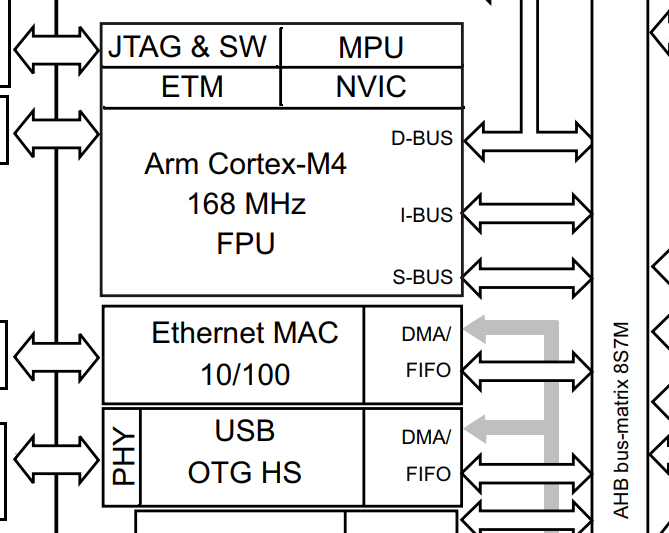 JTAG & SW
MPU
ETM
NVIC
D-BUS
Arm Cortex-M4
168 MHz
FPU
I-BUS
S-BUS
Ethernet MAC
10/100
DMA/
FIFO
PHY
USB
OTG HS
DMA/
FIFO
AHB bus-matrix 8S7M